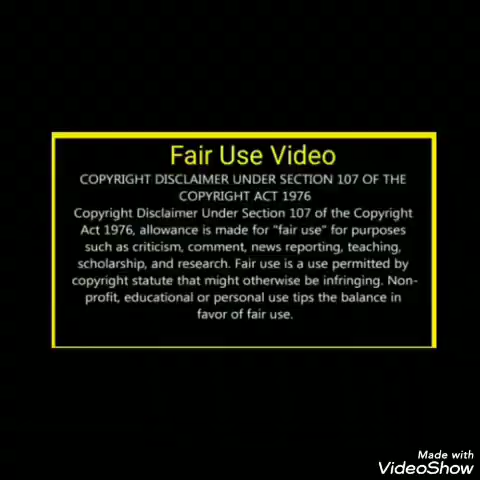 Fair Use Video
COPYRIGHT DISCLAIMER UNDER SECTION 107 OF THE
COPYRIGHT ACT 1976
Copyright Disclaimer Under Section 107 of the Copyright
Act 1976, allowance is made for "fair use" for purposes
such as criticism, comment, news reporting, teaching,
scholarship, and research. Fair use is a use permitted by
copyright statute that might otherwise be infringing. Non-
profit, educational or personal use tips the balance in
favor of fair use.
Made with
VideoShow